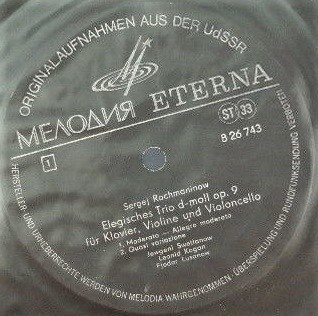 ORIGINALAUFNAHMEN AUS DER UdSSR
МЕЛОДИЯ ETERNA
ST 33
8 26 743
1
Sergej Rachmaninow
Elegisches Trio d-moll op. 9
für Klavier, Violine und Violoncello
1. Moderato — Allegro moderato
2. Quasi variazione
Jewgeni Swetlanow
Leonid Kogan
Fjodor Lusanow
HERSTELLER- UND URHEBERRECHTE WERDEN VON MELODIA WAHRGENOMMEN · ÜBERSPIELUNG UND RUNDFUNKSENDUNG VERBOTEN